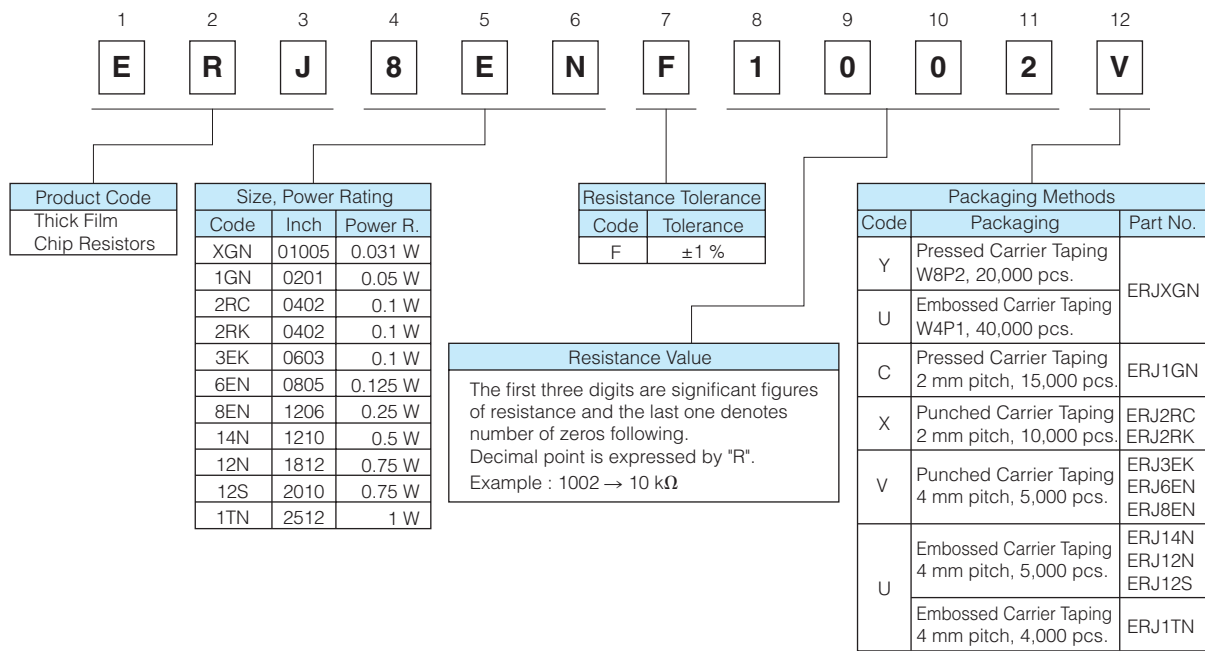 1 2 3 4 5 6 7 8 9 10 11 12
E R J 8 E N F 1 0 0 2 V
Product Code
Thick Film
Chip Resistors
Size, Power Rating
Code Inch Power R.
XGN 01005 0.031 W
1GN 0201 0.05 W
2RC 0402 0.1 W
2RK 0402 0.1 W
3EK 0603 0.1 W
6EN 0805 0.125 W
8EN 1206 0.25 W
14N 1210 0.5 W
12N 1812 0.75 W
12S 2010 0.75 W
1TN 2512 1 W
Resistance Tolerance
Code Tolerance
F ±1 %
Resistance Value
The first three digits are significant figures
of resistance and the last one denotes
number of zeros following.
Decimal point is expressed by "R".
Example : 1002 → 10 kΩ
Packaging Methods
Code Packaging Part No.
Y Pressed Carrier Taping
W8P2, 20,000 pcs.
ERJXGN
U Embossed Carrier Taping
W4P1, 40,000 pcs.
C Pressed Carrier Taping
2 mm pitch, 15,000 pcs.
ERJ1GN
X Punched Carrier Taping
2 mm pitch, 10,000 pcs.
ERJ2RC
ERJ2RK
V Punched Carrier Taping
4 mm pitch, 5,000 pcs.
ERJ3EK
ERJ6EN
ERJ8EN
U Embossed Carrier Taping
4 mm pitch, 5,000 pcs.
ERJ14N
ERJ12N
ERJ12S
Embossed Carrier Taping
4 mm pitch, 4,000 pcs.
ERJ1TN